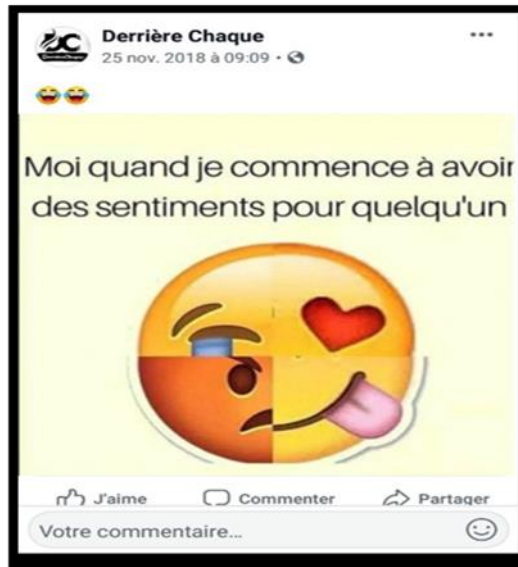 Derrière Chaque
25 nov. 2018 à 09:09
Moi quand je commence à avoir
des sentiments pour quelqu'un
J'aime Commenter Partager
Votre commentaire...